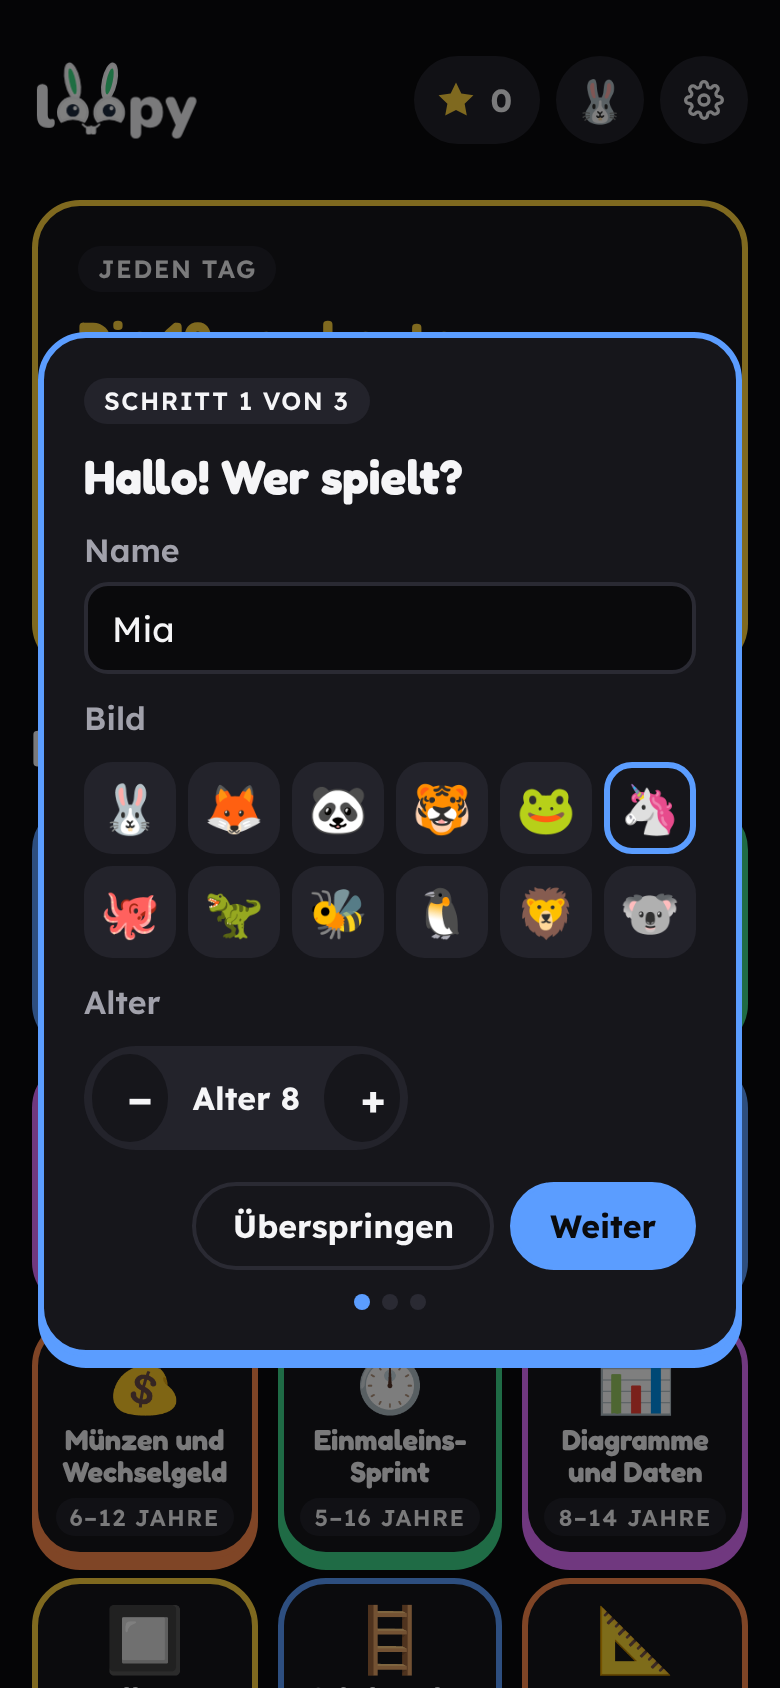 loopy
0
JEDEN TAG
SCHRITT 1 VON 3
Hallo! Wer spielt?
Name
Mia
Bild
Alter
− Alter 8 +
Überspringen Weiter
Münzen und Wechselgeld
Einmaleins-Sprint
Diagramme und Daten
6–12 JAHRE
5–16 JAHRE
8–14 JAHRE